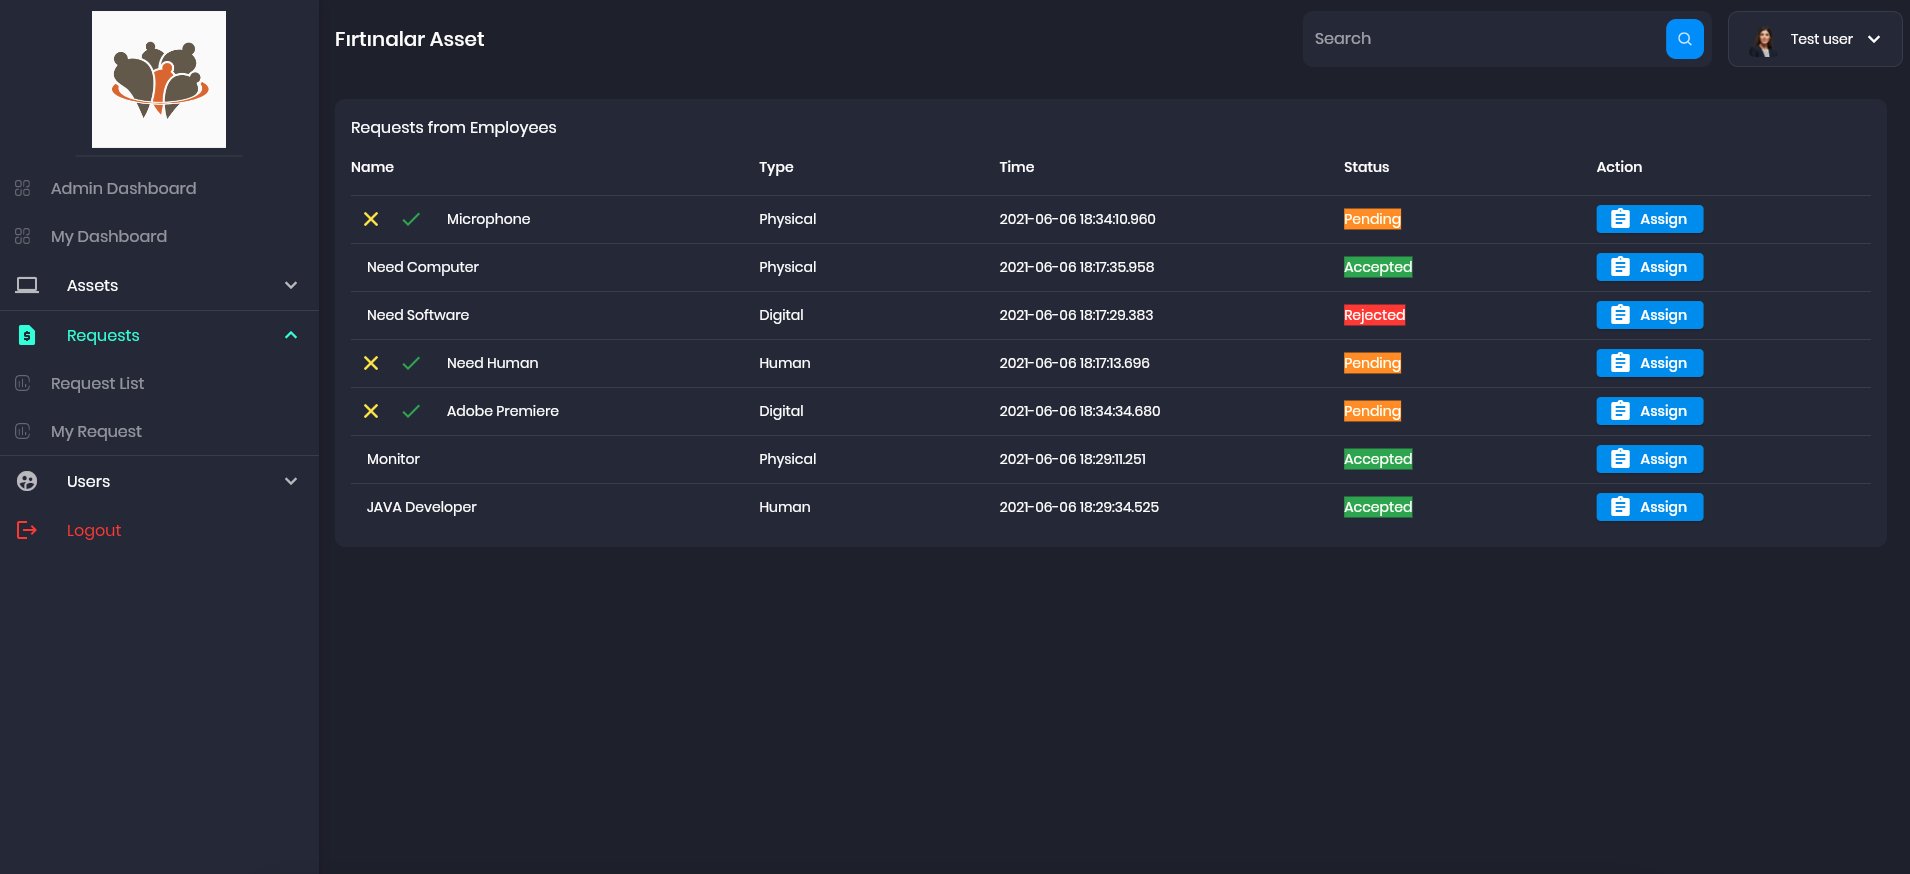 Fırtınalar Asset
Search
Test user
Admin Dashboard
My Dashboard
Assets
Requests
Request List
My Request
Users
Logout
Requests from Employees
Name Type Time Status Action
Microphone Physical 2021-06-06 18:34:10.960 Pending Assign
Need Computer Physical 2021-06-06 18:17:35.958 Accepted Assign
Need Software Digital 2021-06-06 18:17:29.383 Rejected Assign
Need Human Human 2021-06-06 18:17:13.696 Pending Assign
Adobe Premiere Digital 2021-06-06 18:34:34.680 Pending Assign
Monitor Physical 2021-06-06 18:29:11.251 Accepted Assign
JAVA Developer Human 2021-06-06 18:29:34.525 Accepted Assign